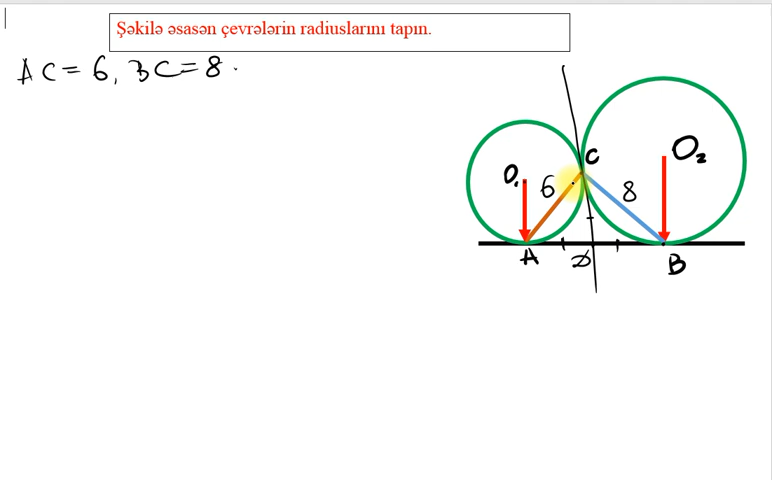 Şəkilə əsasən çevrələrin radiuslarını tapın.
AC = 6, BC = 8.
C
O₁
6
8
O₂
A
D
B